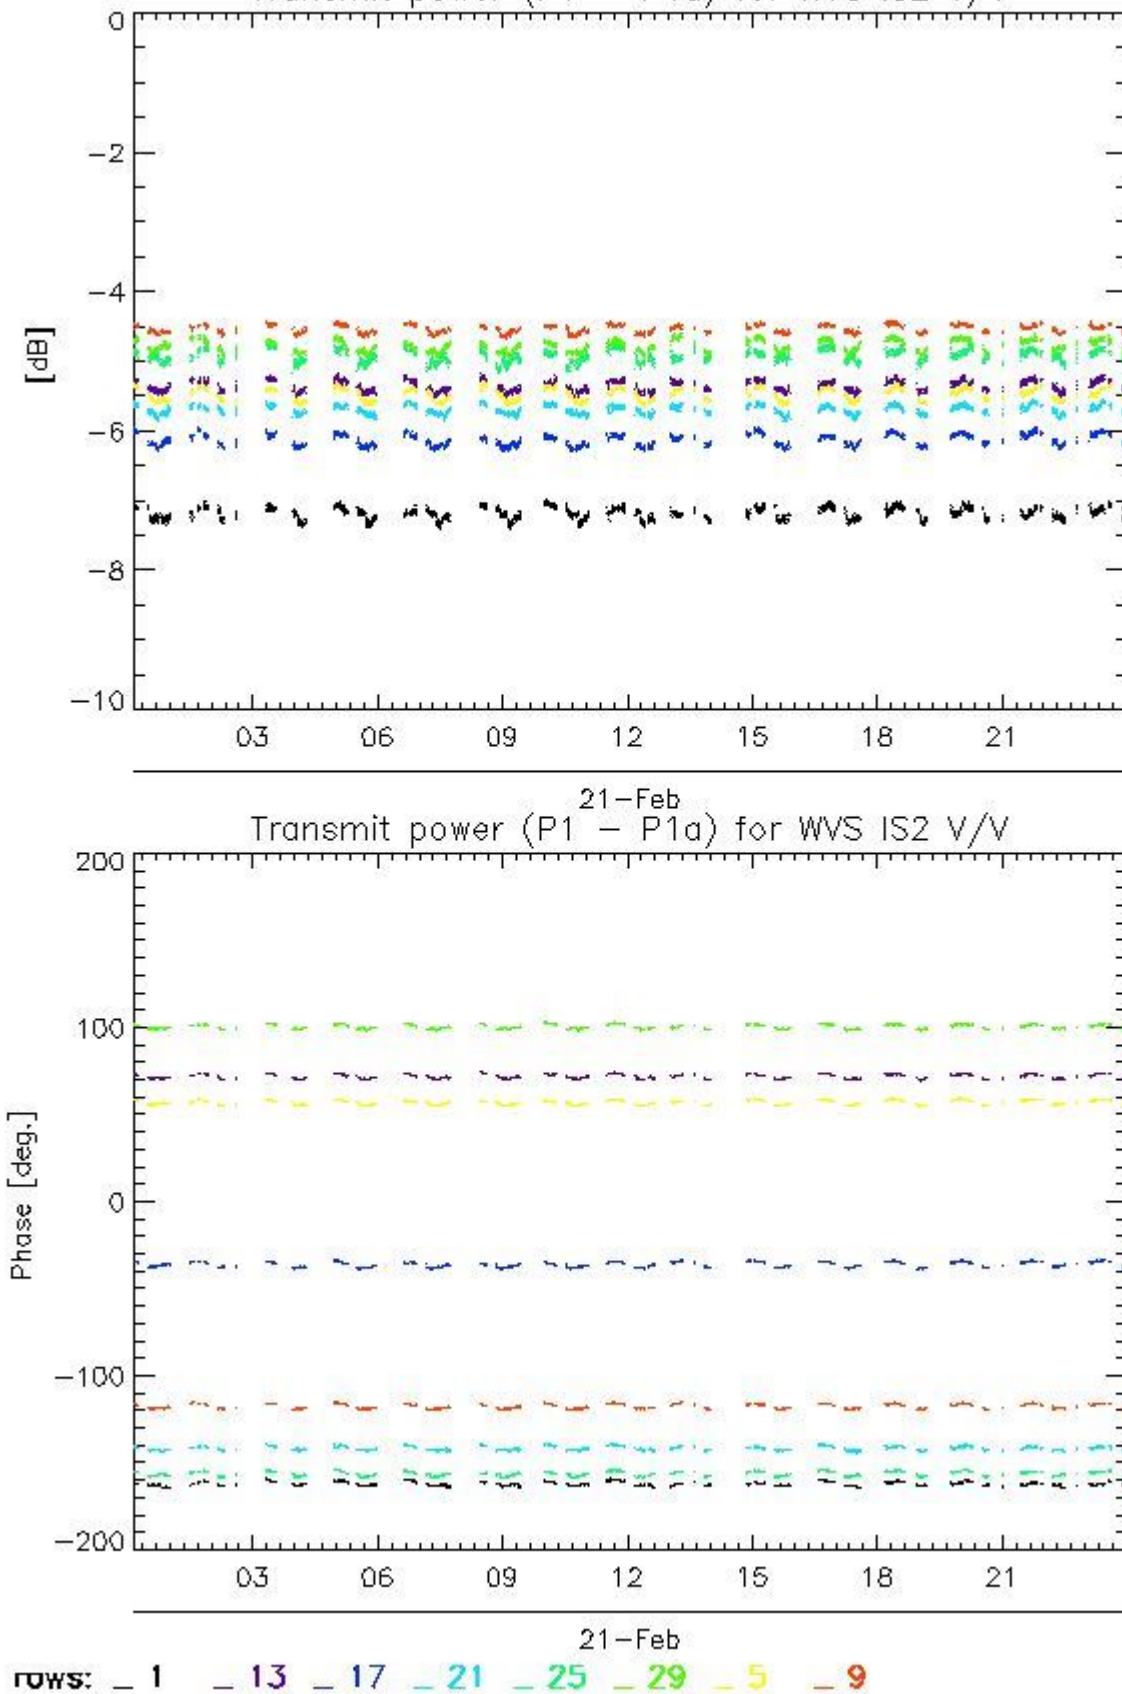 0
-2
-4
[dB]
-6
-8
-10
03 06 09 12 15 18 21
21-Feb
Transmit power (P1 - P1a) for WVS IS2 V/V
200
100
Phase [deg.]
0
-100
-200
03 06 09 12 15 18 21
21-Feb
rows: _ 1 _ 13 _ 17 _ 21 _ 25 _ 29 _ 5 _ 9